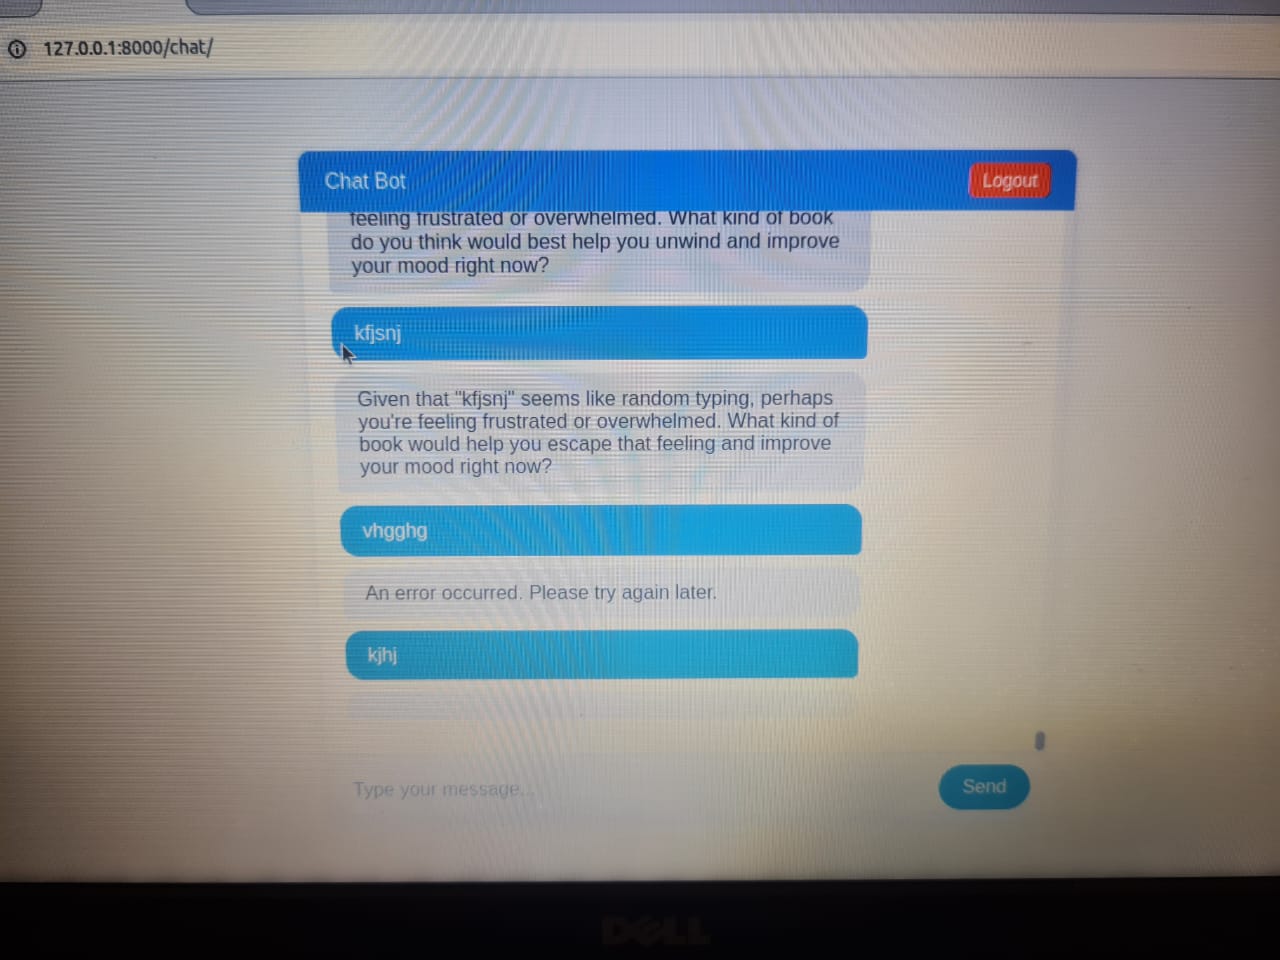 127.0.0.1:8000/chat/
Chat Bot
Logout
feeling frustrated or overwhelmed. What kind of book
do you think would best help you unwind and improve
your mood right now?
kfjsnj
Given that "kfjsnj" seems like random typing, perhaps
you're feeling frustrated or overwhelmed. What kind of
book would help you escape that feeling and improve
your mood right now?
vhgghg
An error occurred. Please try again later.
kjhj
Type your message...
Send
DELL